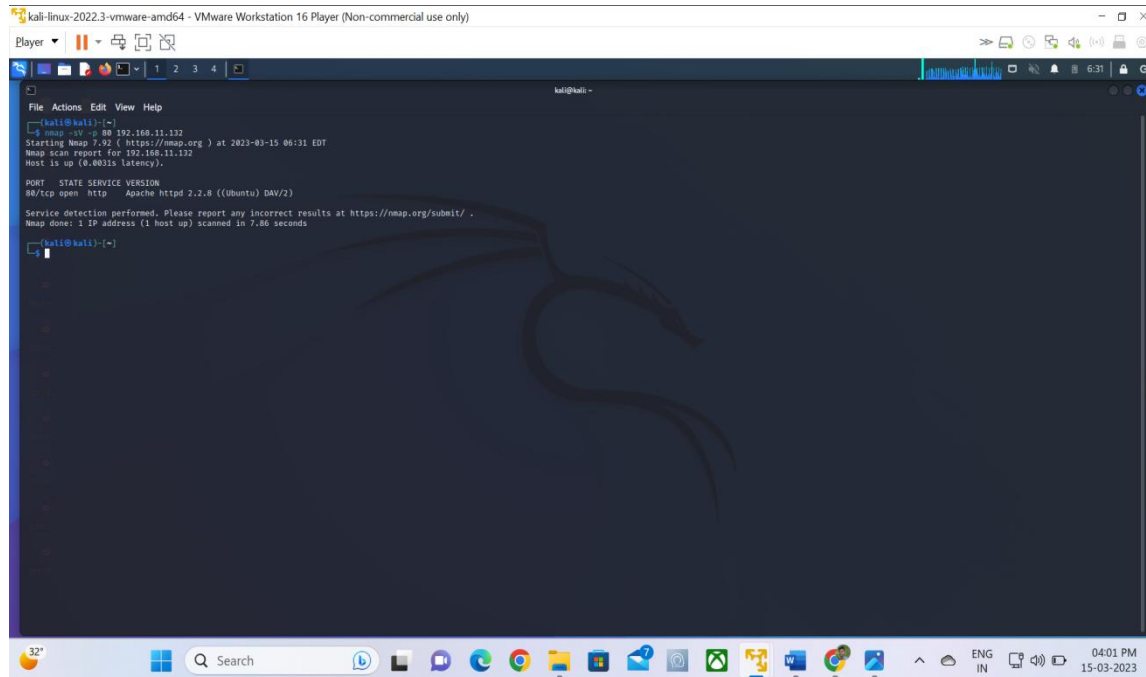 kali-linux-2022.3-vmware-amd64 - VMware Workstation 16 Player (Non-commercial use only)
Player
1 2 3 4
6:31
kali@kali: ~
File Actions Edit View Help
┌──(kali㉿kali)-[~]
└─$ nmap -sV -p 80 192.168.11.132
Starting Nmap 7.92 ( https://nmap.org ) at 2023-03-15 06:31 EDT
Nmap scan report for 192.168.11.132
Host is up (0.0031s latency).
PORT   STATE SERVICE VERSION
80/tcp open  http    Apache httpd 2.2.8 ((Ubuntu) DAV/2)
Service detection performed. Please report any incorrect results at https://nmap.org/submit/ .
Nmap done: 1 IP address (1 host up) scanned in 7.86 seconds
┌──(kali㉿kali)-[~]
└─$
32°
Search
7
ENG
IN
04:01 PM
15-03-2023